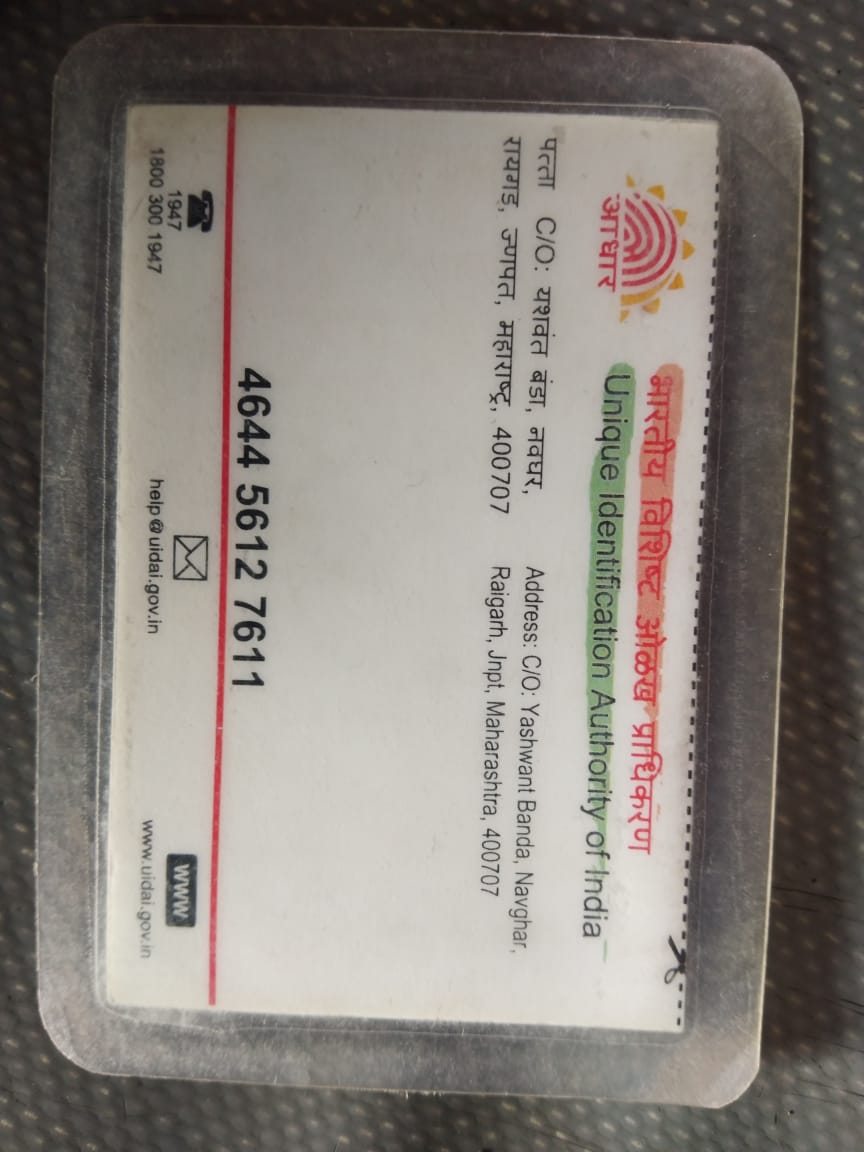 भारतीय विशिष्ट ओळख प्राधिकरण
Unique Identification Authority of India
आधार
पत्ता C/O: यशवंत बंडा, नवघर,
रायगड, ज्णपत, महाराष्ट्र, 400707
Address: C/O: Yashwant Banda, Navghar,
Raigarh, Jnpt, Maharashtra, 400707
4644 5612 7611
1947
1800 300 1947
help@uidai.gov.in
www
www.uidai.gov.in